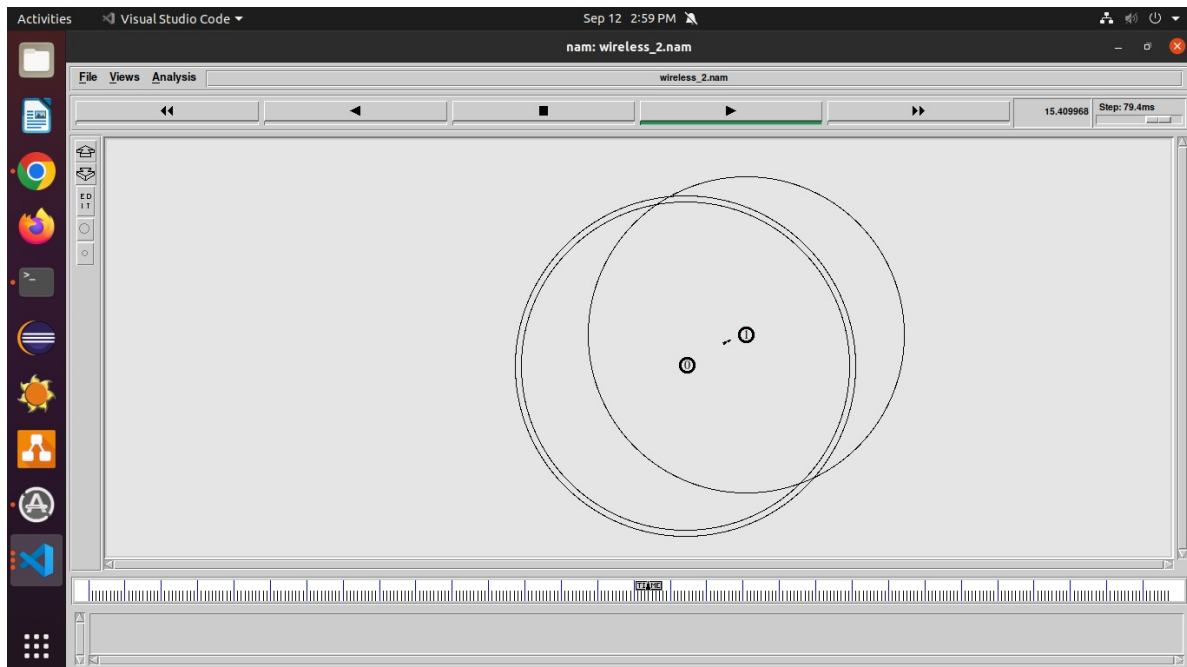 Activities
Visual Studio Code
Sep 12 2:59 PM
nam: wireless_2.nam
File Views Analysis
wireless_2.nam
15.409968
Step: 79.4ms
E D
I T
1
0
TIME